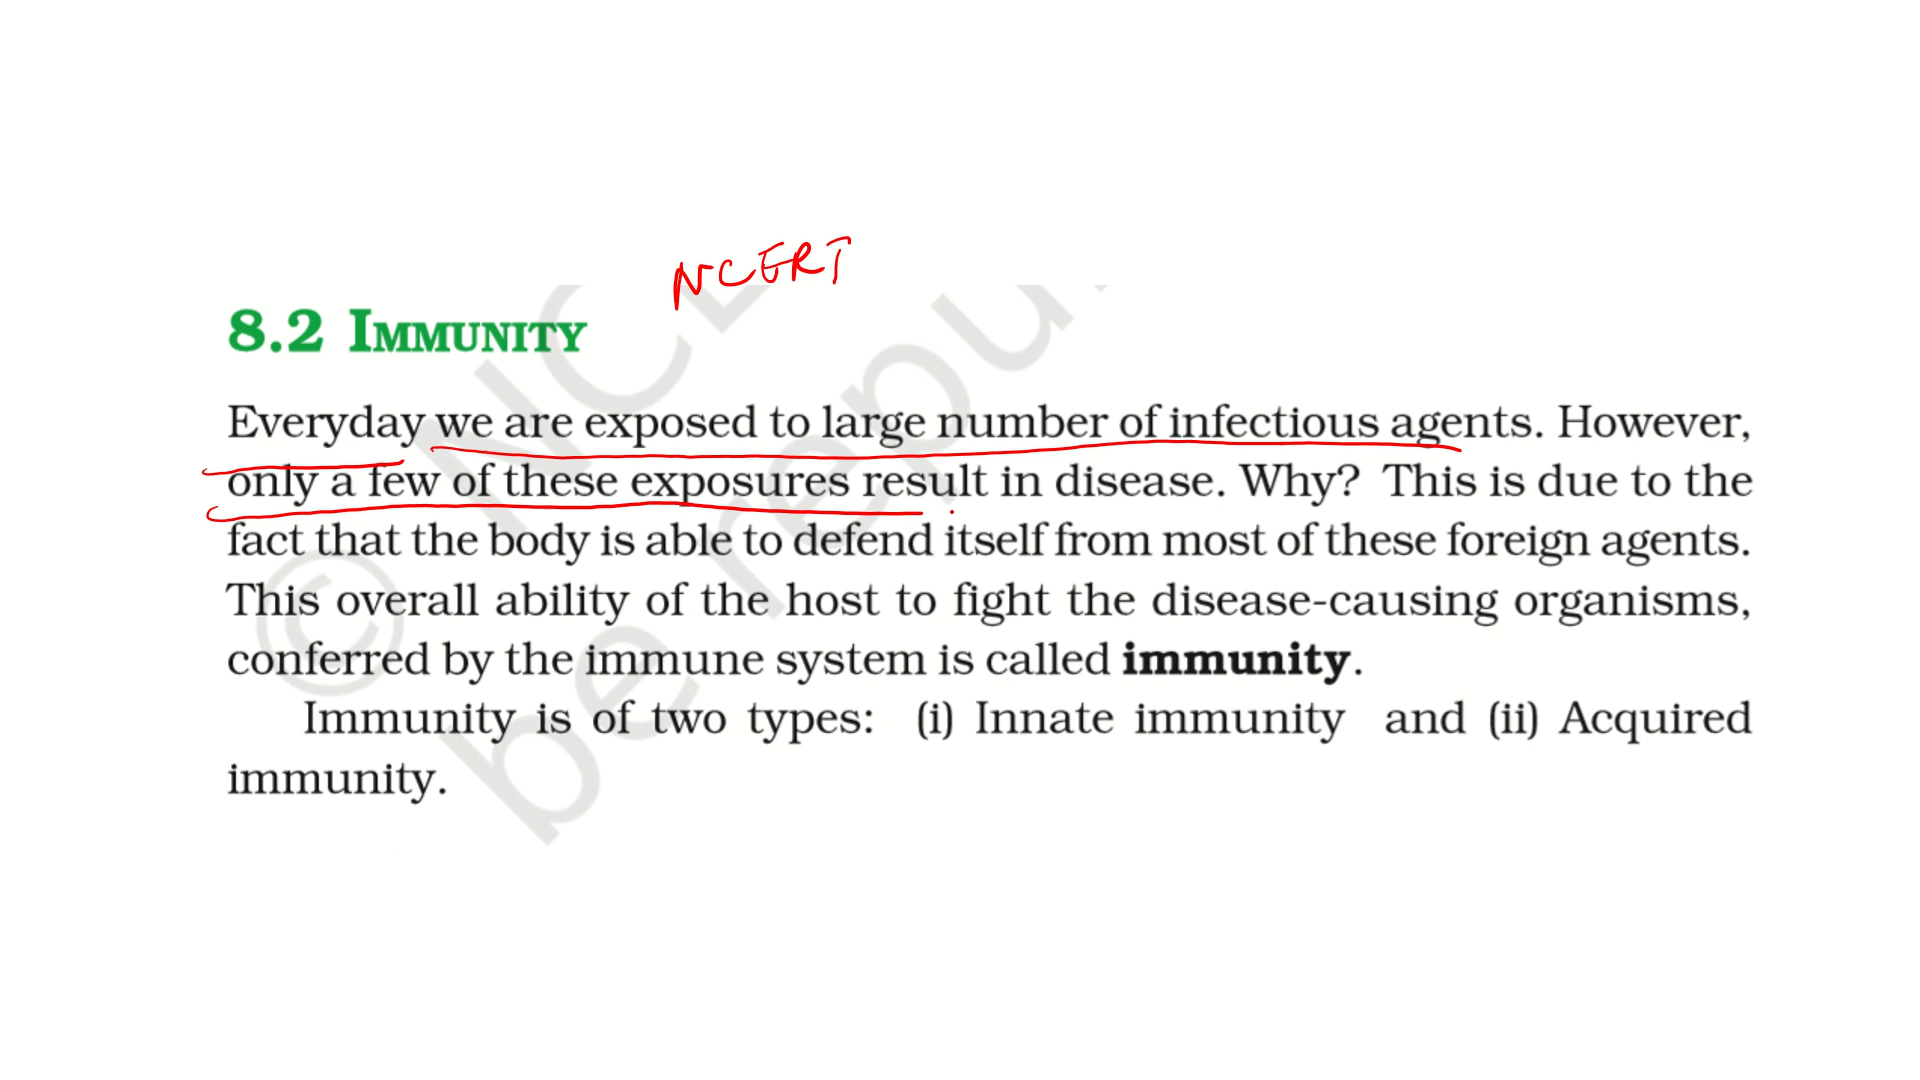 NCERT
8.2 IMMUNITY
Everyday we are exposed to large number of infectious agents. However,
only a few of these exposures result in disease. Why? This is due to the
fact that the body is able to defend itself from most of these foreign agents.
This overall ability of the host to fight the disease-causing organisms,
conferred by the immune system is called immunity.
Immunity is of two types: (i) Innate immunity and (ii) Acquired
immunity.
© NCE
be repu